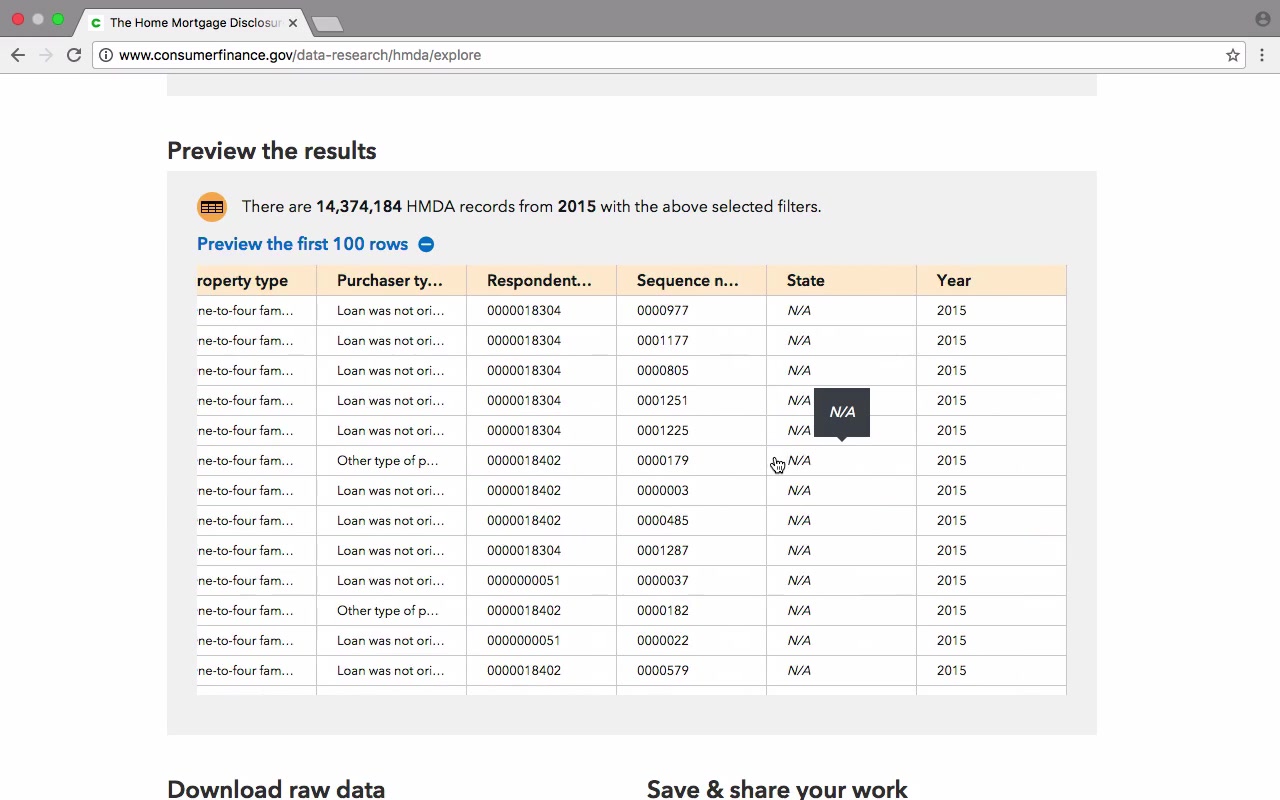 The Home Mortgage Disclosur
www.consumerfinance.gov/data-research/hmda/explore
Preview the results
There are 14,374,184 HMDA records from 2015 with the above selected filters.
Preview the first 100 rows
roperty type Purchaser ty... Respondent... Sequence n... State Year
ne-to-four fam... Loan was not ori... 0000018304 0000977 N/A 2015
ne-to-four fam... Loan was not ori... 0000018304 0001177 N/A 2015
ne-to-four fam... Loan was not ori... 0000018304 0000805 N/A 2015
ne-to-four fam... Loan was not ori... 0000018304 0001251 N/A 2015
N/A
ne-to-four fam... Loan was not ori... 0000018304 0001225 N/A 2015
ne-to-four fam... Other type of p... 0000018402 0000179 N/A 2015
ne-to-four fam... Loan was not ori... 0000018402 0000003 N/A 2015
ne-to-four fam... Loan was not ori... 0000018402 0000485 N/A 2015
ne-to-four fam... Loan was not ori... 0000018304 0001287 N/A 2015
ne-to-four fam... Loan was not ori... 0000000051 0000037 N/A 2015
ne-to-four fam... Other type of p... 0000018402 0000182 N/A 2015
ne-to-four fam... Loan was not ori... 0000000051 0000022 N/A 2015
ne-to-four fam... Loan was not ori... 0000018402 0000579 N/A 2015
Download raw data
Save & share your work